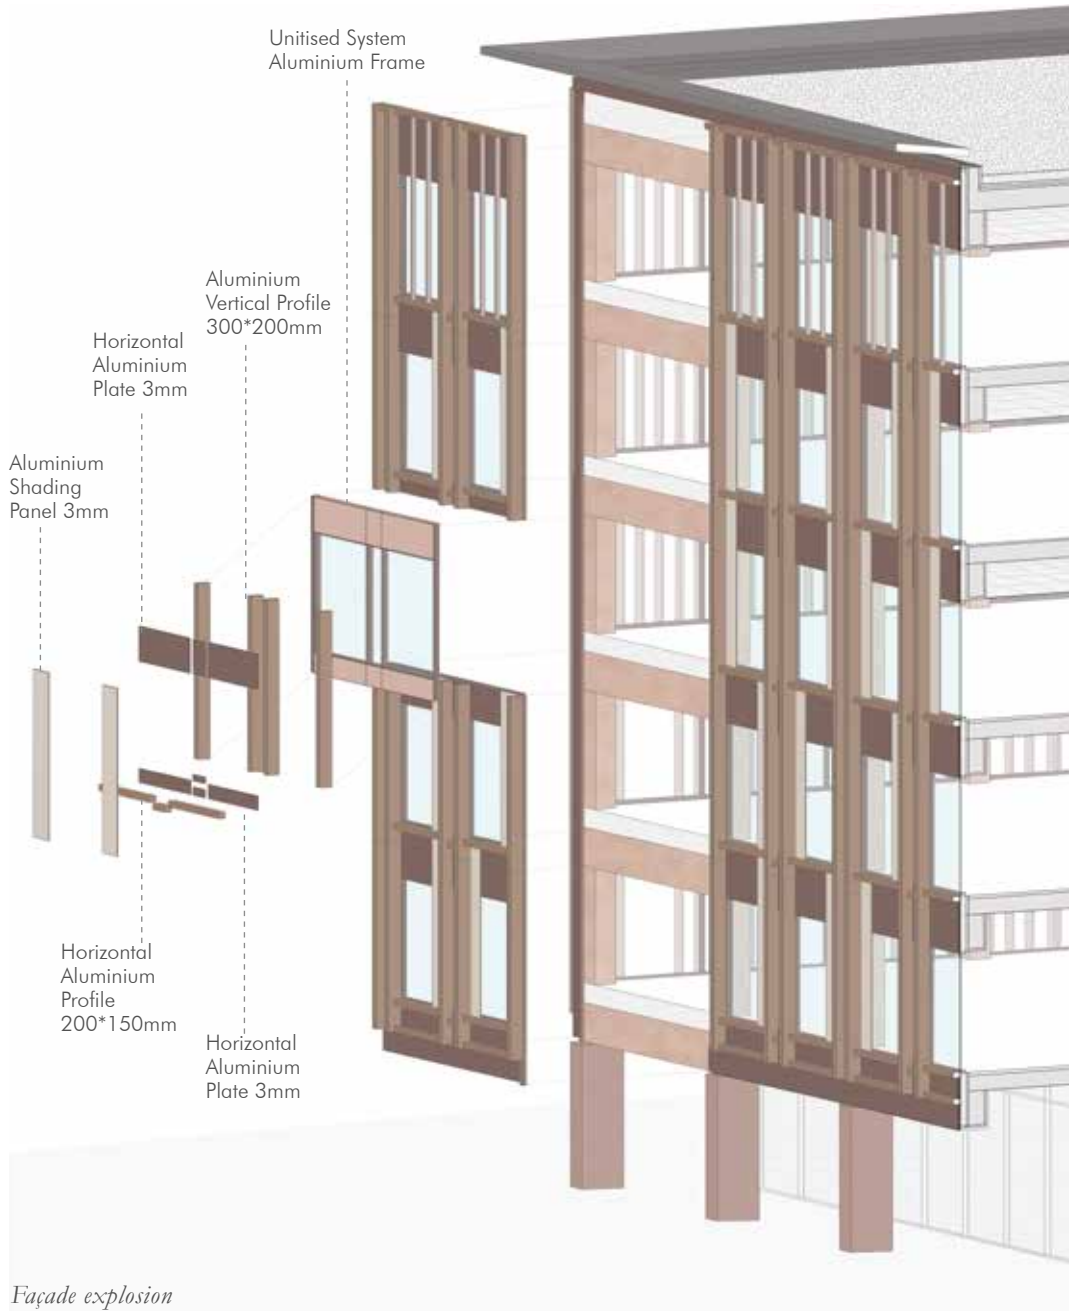 Unitised System
Aluminium Frame
Aluminium
Vertical Profile
300*200mm
Horizontal
Aluminium
Plate 3mm
Aluminium
Shading
Panel 3mm
Horizontal
Aluminium
Profile
200*150mm
Horizontal
Aluminium
Plate 3mm
Façade explosion